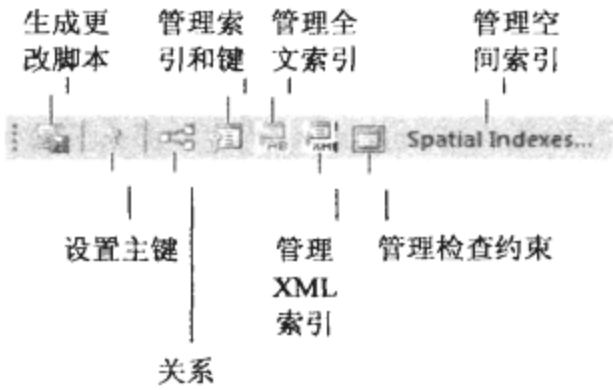 生成更
改脚本
管理索
引和键
管理全
文索引
管理空
间索引
Spatial Indexes...
设置主键
管理
XML
索引
管理检查约束
关系